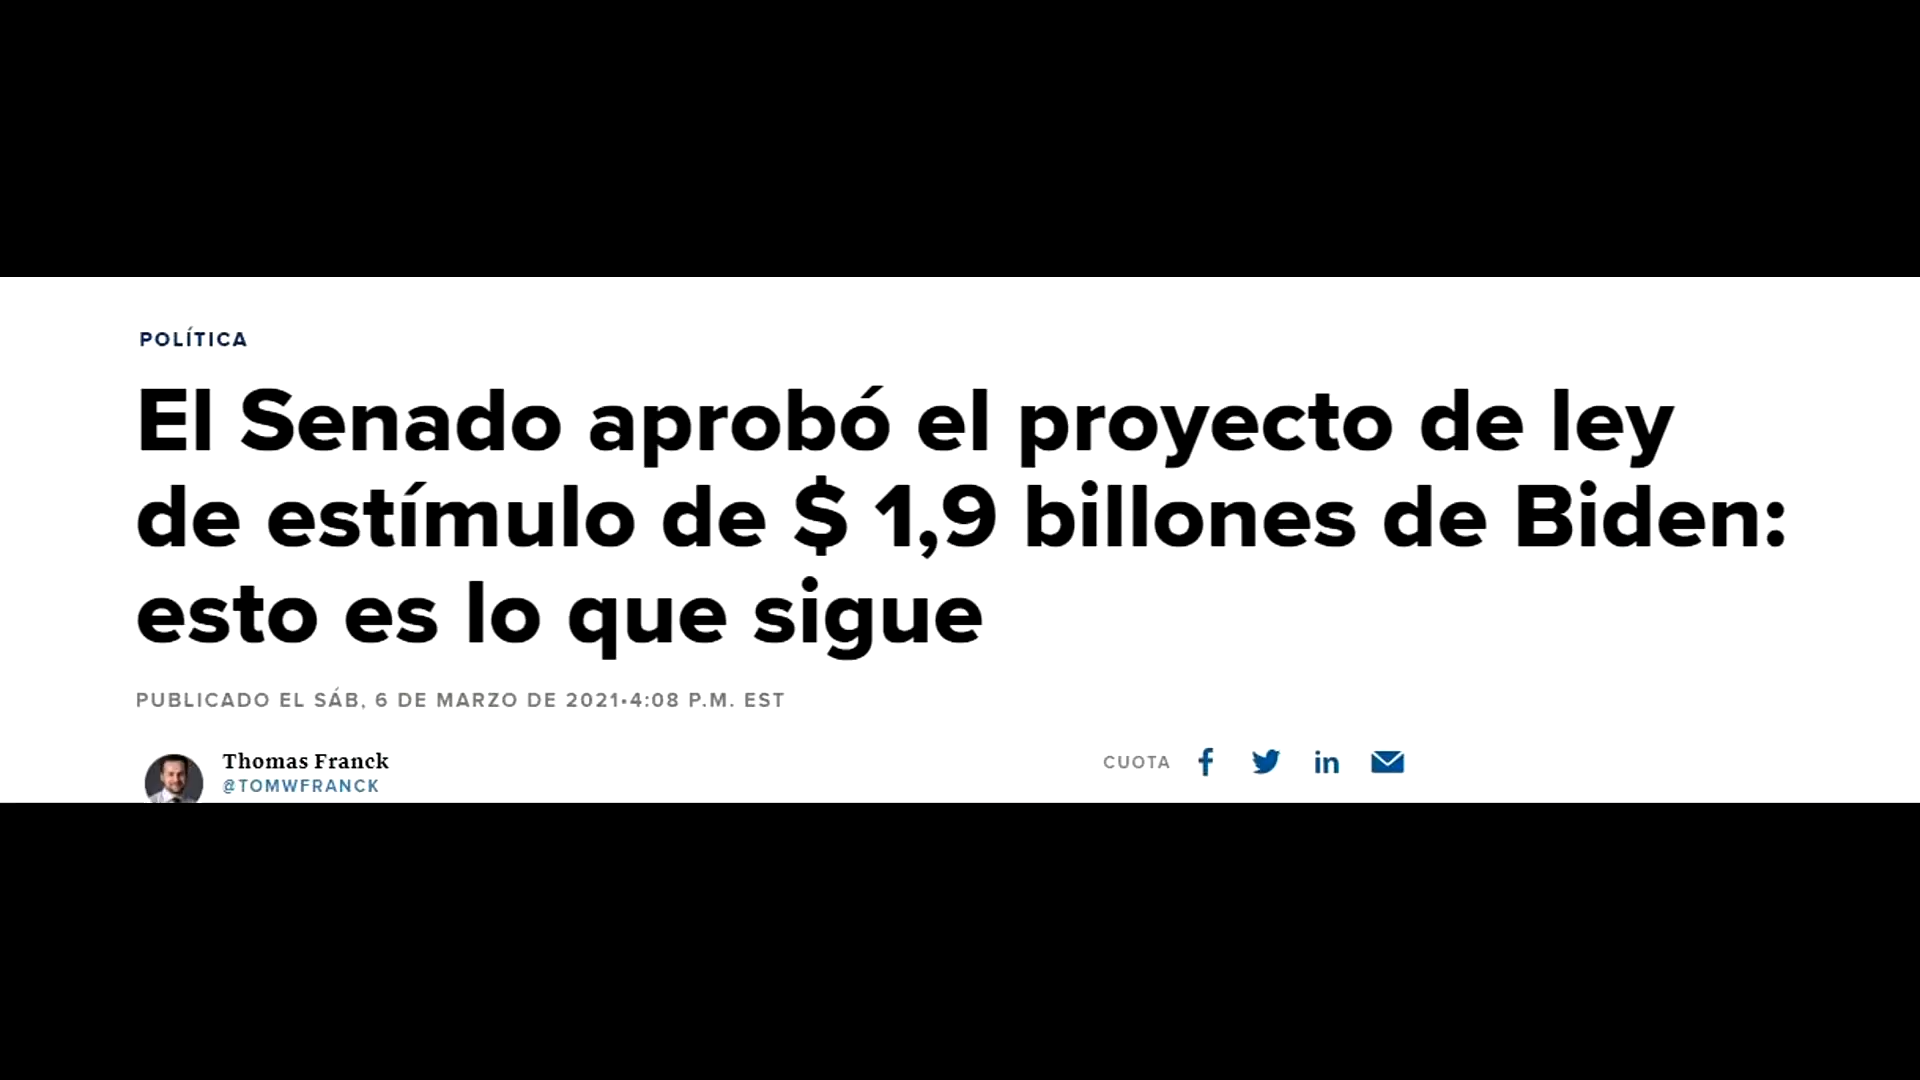 POLÍTICA
El Senado aprobó el proyecto de ley
de estímulo de $ 1,9 billones de Biden:
esto es lo que sigue
PUBLICADO EL SÁB, 6 DE MARZO DE 2021•4:08 P.M. EST
Thomas Franck
@TOMWFRANCK
CUOTA